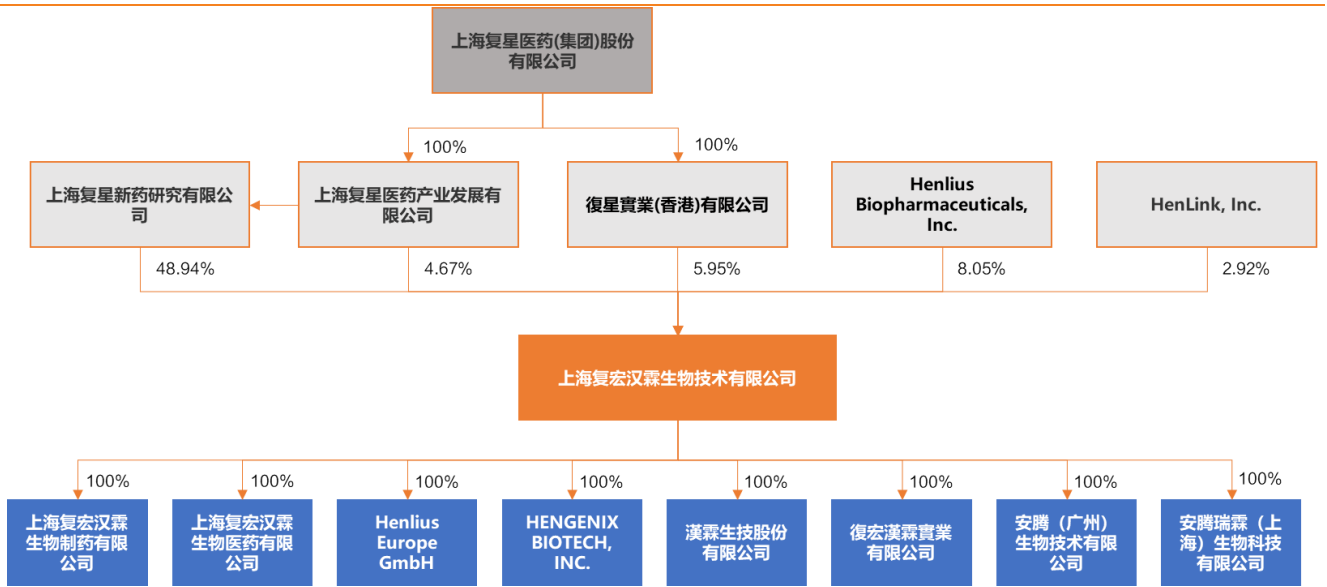 上海复星医药(集团)股份
有限公司
100%
100%
上海复星新药研究有限公
司
上海复星医药产业发展有
限公司
復星實業(香港)有限公司
Henlius
Biopharmaceuticals,
Inc.
HenLink, Inc.
48.94%
4.67%
5.95%
8.05%
2.92%
上海复宏汉霖生物技术有限公司
100%
100%
100%
100%
100%
100%
100%
100%
上海复宏汉霖
生物制药有限
公司
上海复宏汉霖
生物医药有限
公司
Henlius
Europe
GmbH
HENGENIX
BIOTECH,
INC.
漢霖生技股份
有限公司
復宏漢霖實業
有限公司
安腾（广州）
生物技术有限
公司
安腾瑞霖（上
海）生物科技
有限公司